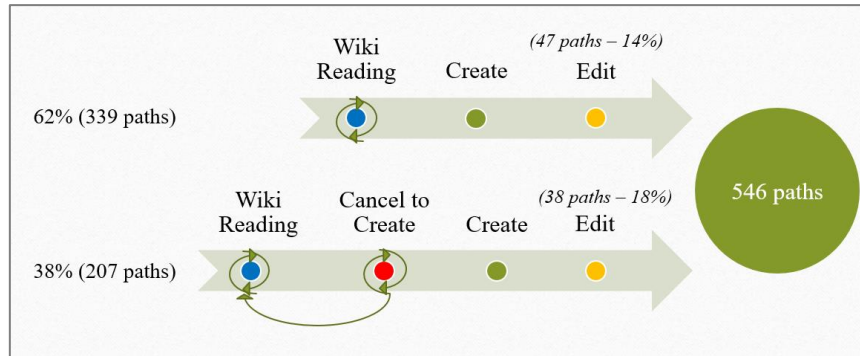 (47 paths – 14%)
Wiki
Reading
Create
Edit
62% (339 paths)
546 paths
(38 paths – 18%)
Wiki
Reading
Cancel to
Create
Create
Edit
38% (207 paths)